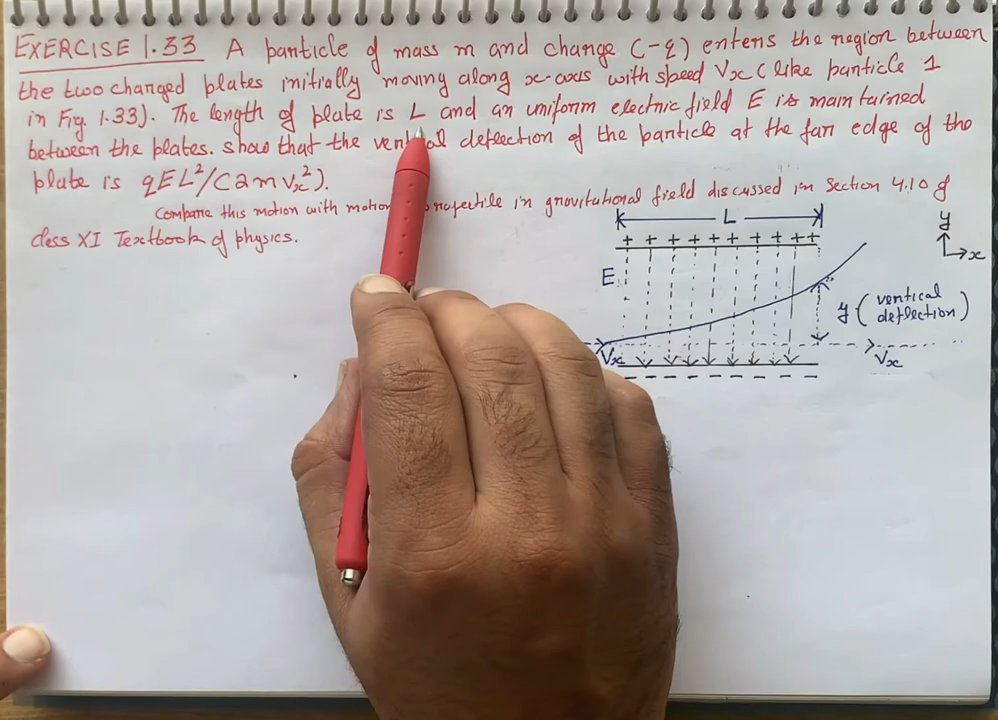 EXERCISE 1.33 A particle of mass m and charge (-q) enters the region between
the two charged plates initially moving along x-axis with speed Vx (like particle 1
in Fig. 1.33). The length of plate is L and an uniform electric field E is maintained
between the plates. show that the deflection of the particle at the far edge of the
plate is qEL²/(2mVx²).
Compare this motion with motion in gravitational field discussed in section 4.10 of
class XI Textbook of physics.
L
y
x
+ + + + + + + + + +
E
y (vertical
deflection)
Vx
Vx